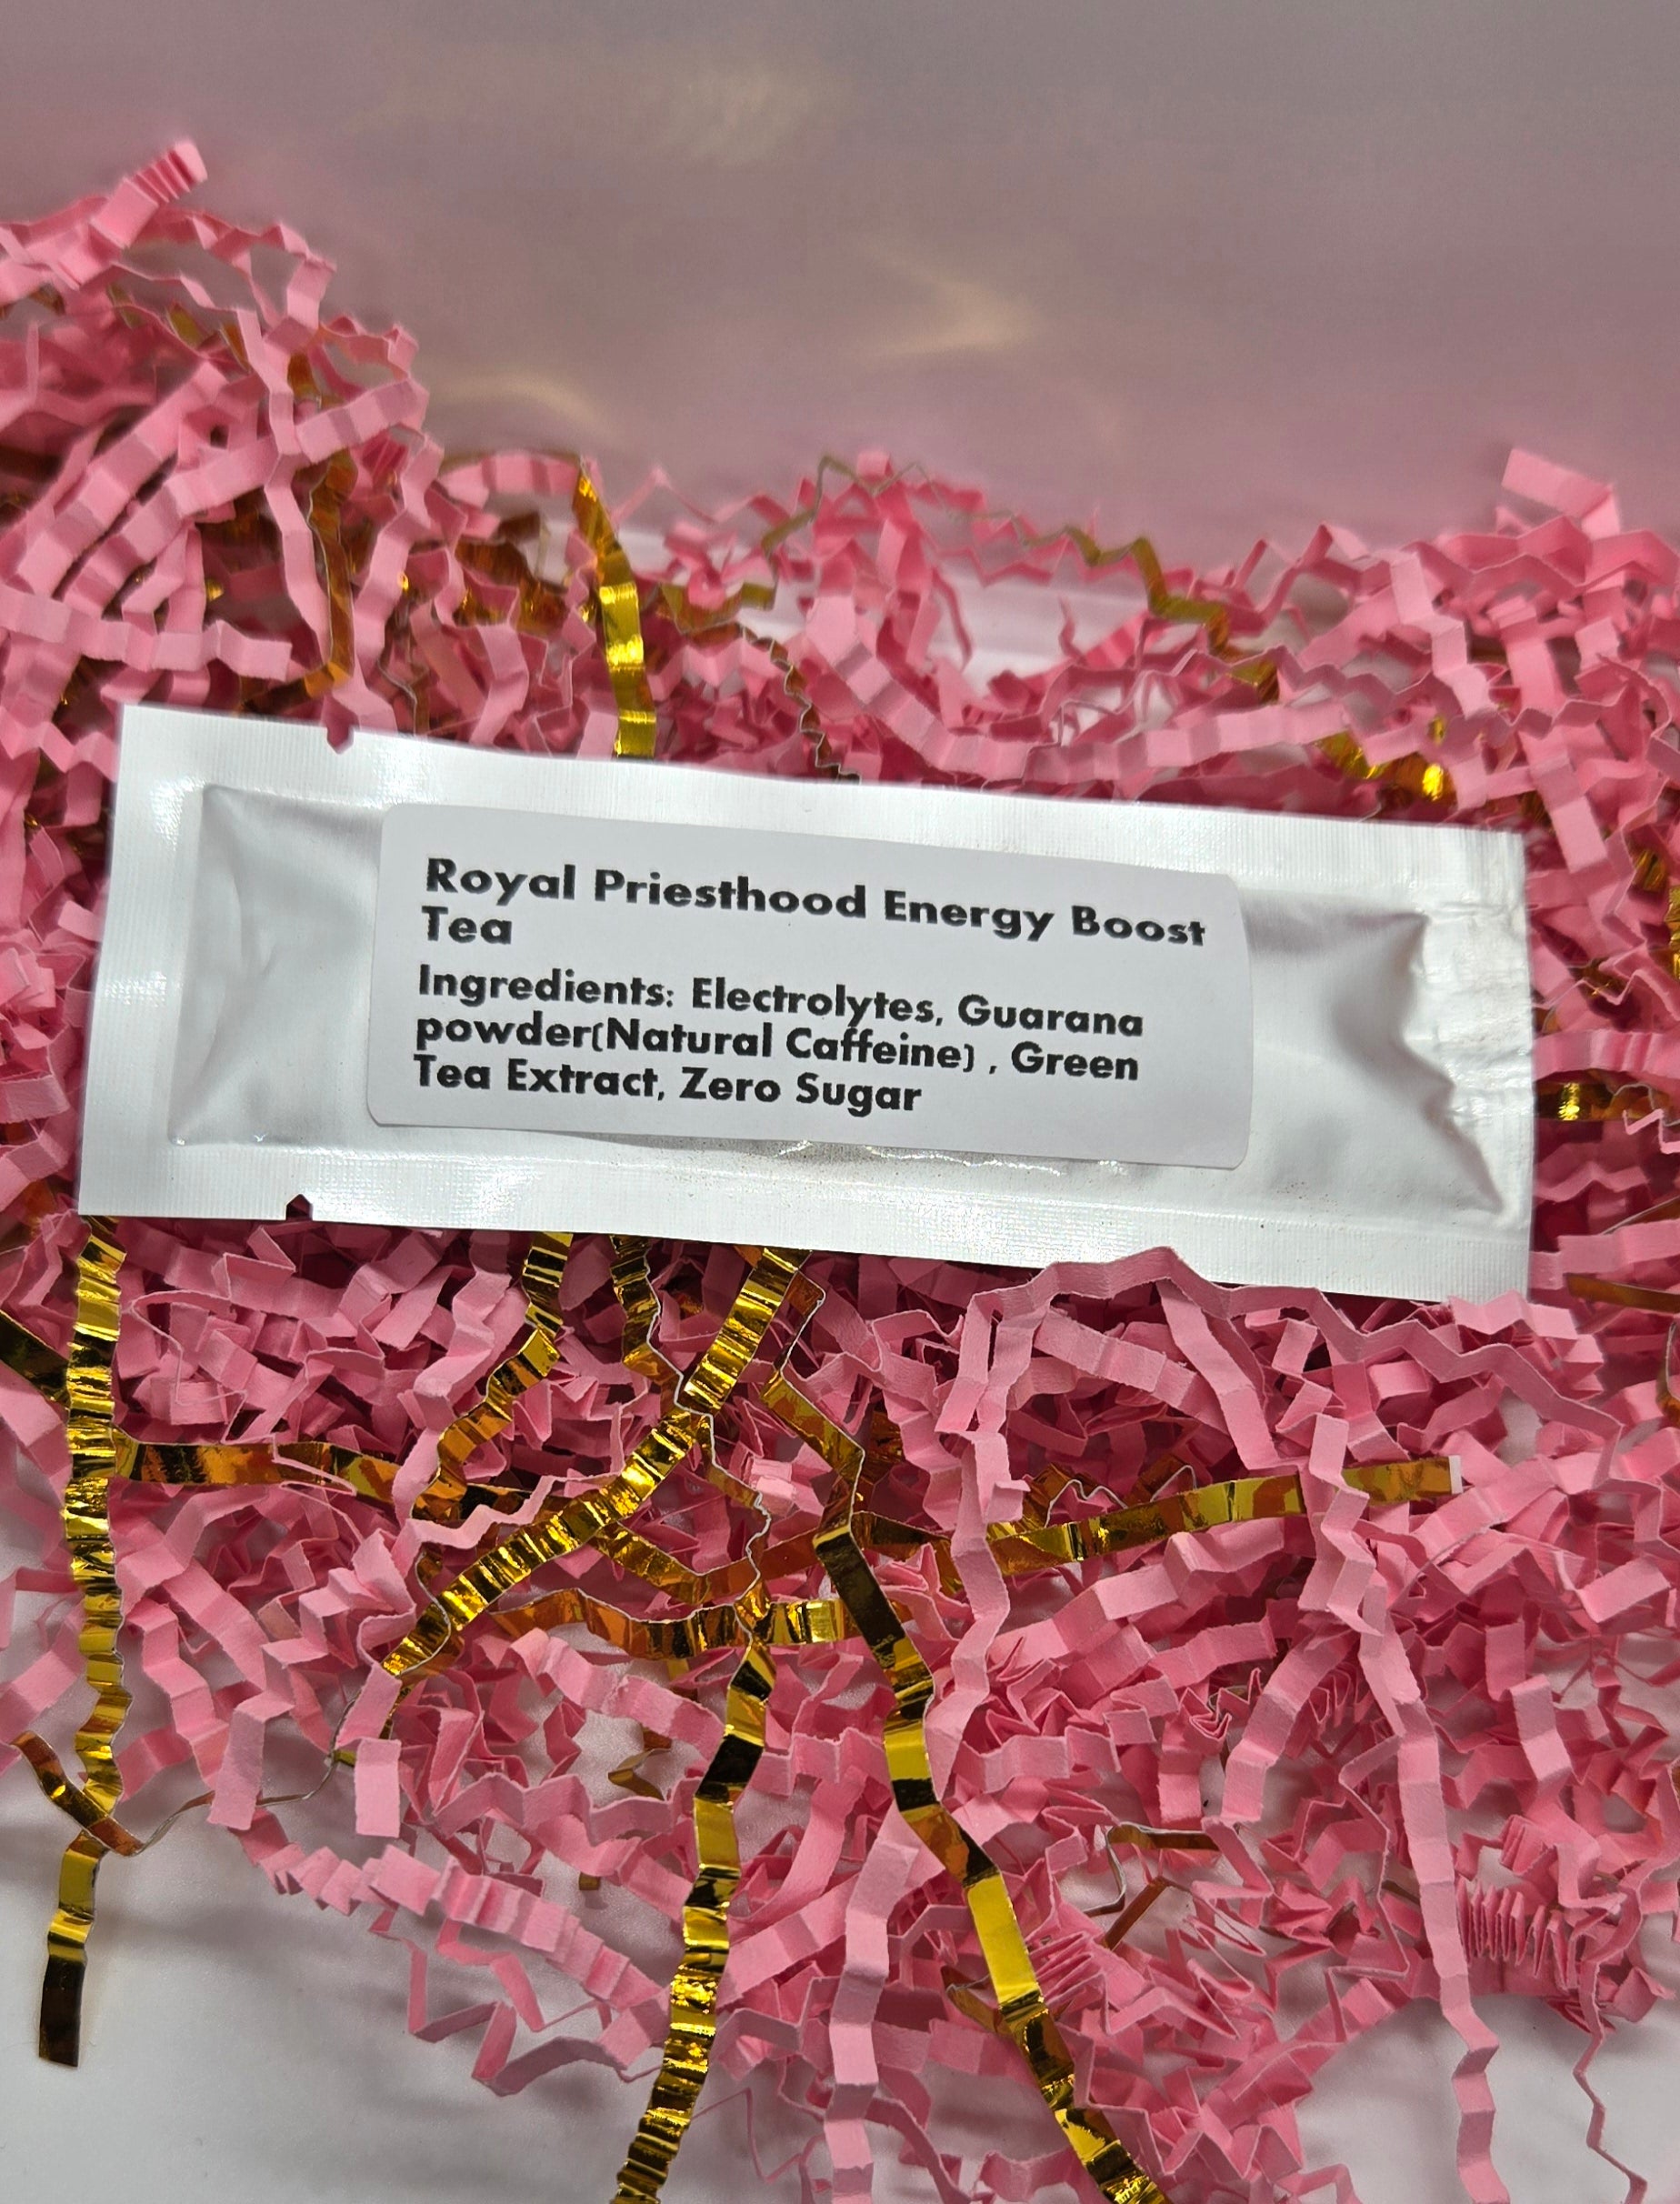 Royal Priesthood Energy Boost
Tea
Ingredients: Electrolytes, Guarana
powder(Natural Caffeine) , Green
Tea Extract, Zero Sugar